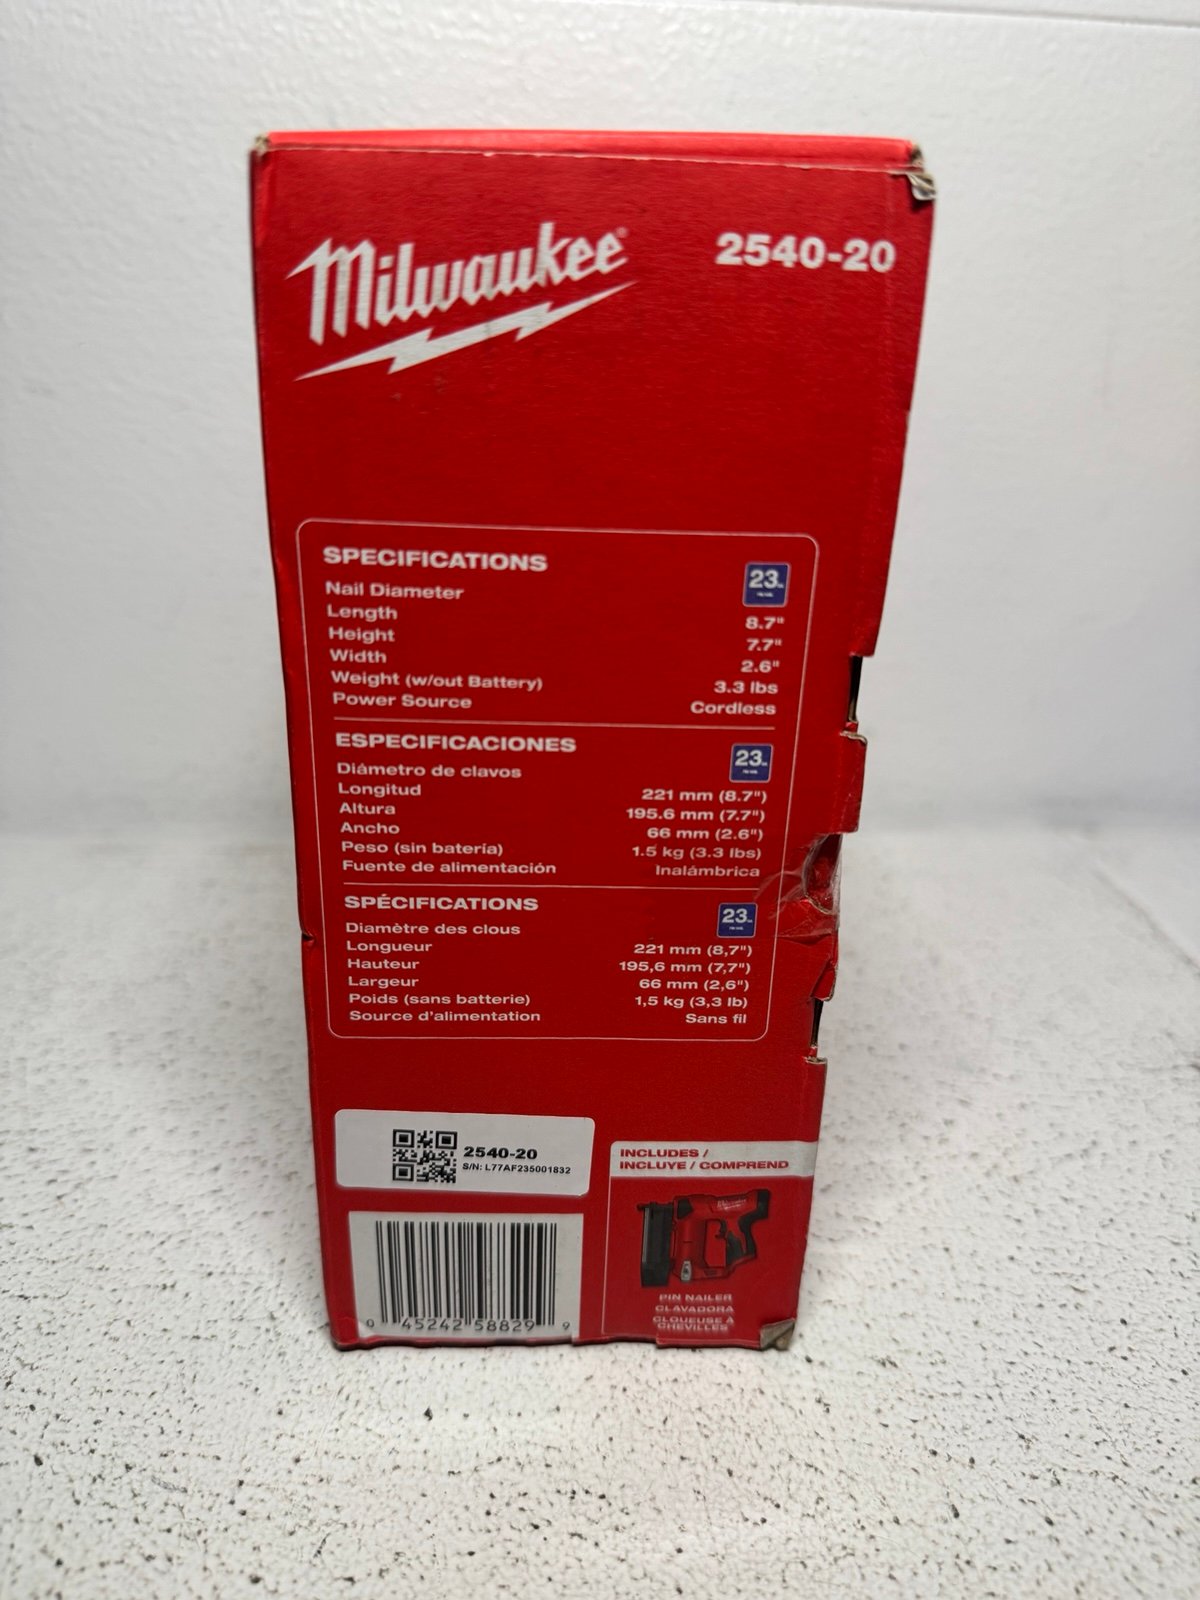 Milwaukee®
2540-20
SPECIFICATIONS
Nail Diameter 23
Length 8.7"
Height 7.7"
Width 2.6"
Weight (w/out Battery) 3.3 lbs
Power Source Cordless
ESPECIFICACIONES
Diámetro de clavos 23
Longitud 221 mm (8.7")
Altura 195.6 mm (7.7")
Ancho 66 mm (2.6")
Peso (sin batería) 1.5 kg (3.3 lbs)
Fuente de alimentación Inalámbrica
SPÉCIFICATIONS
Diamètre des clous 23
Longueur 221 mm (8,7")
Hauteur 195,6 mm (7,7")
Largeur 66 mm (2,6")
Poids (sans batterie) 1,5 kg (3,3 lb)
Source d'alimentation Sans fil
2540-20
S/N: L77AF235001832
0 45242 58829 9
INCLUDES /
INCLUYE / COMPREND
Milwaukee
PIN NAILER
CLAVADORA
CLOUEUSE À
CHEVILLES